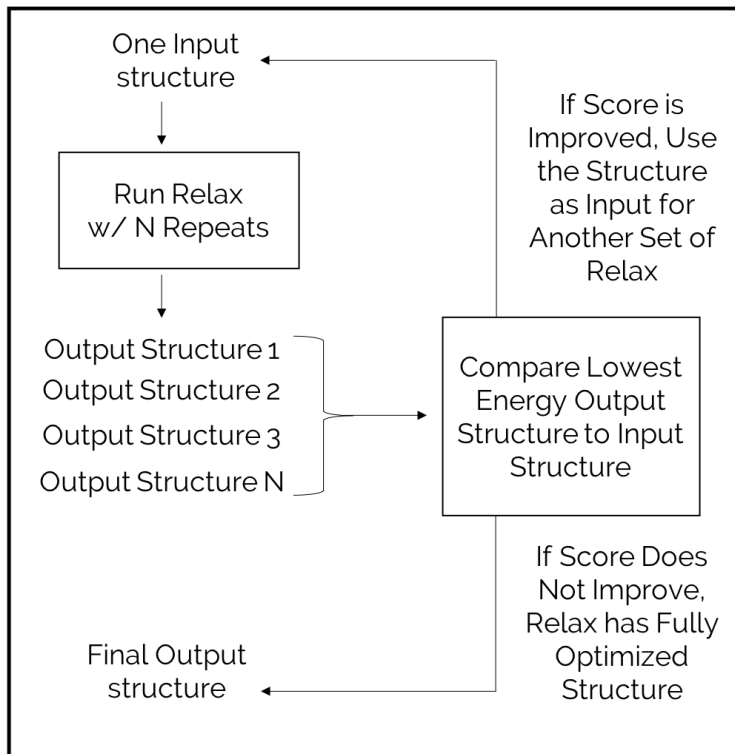 One Input
structure
Run Relax
w/ N Repeats
Output Structure 1
Output Structure 2
Output Structure 3
Output Structure N
If Score is
Improved, Use
the Structure
as Input for
Another Set of
Relax
Compare Lowest
Energy Output
Structure to Input
Structure
If Score Does
Not Improve,
Relax has Fully
Optimized
Structure
Final Output
structure